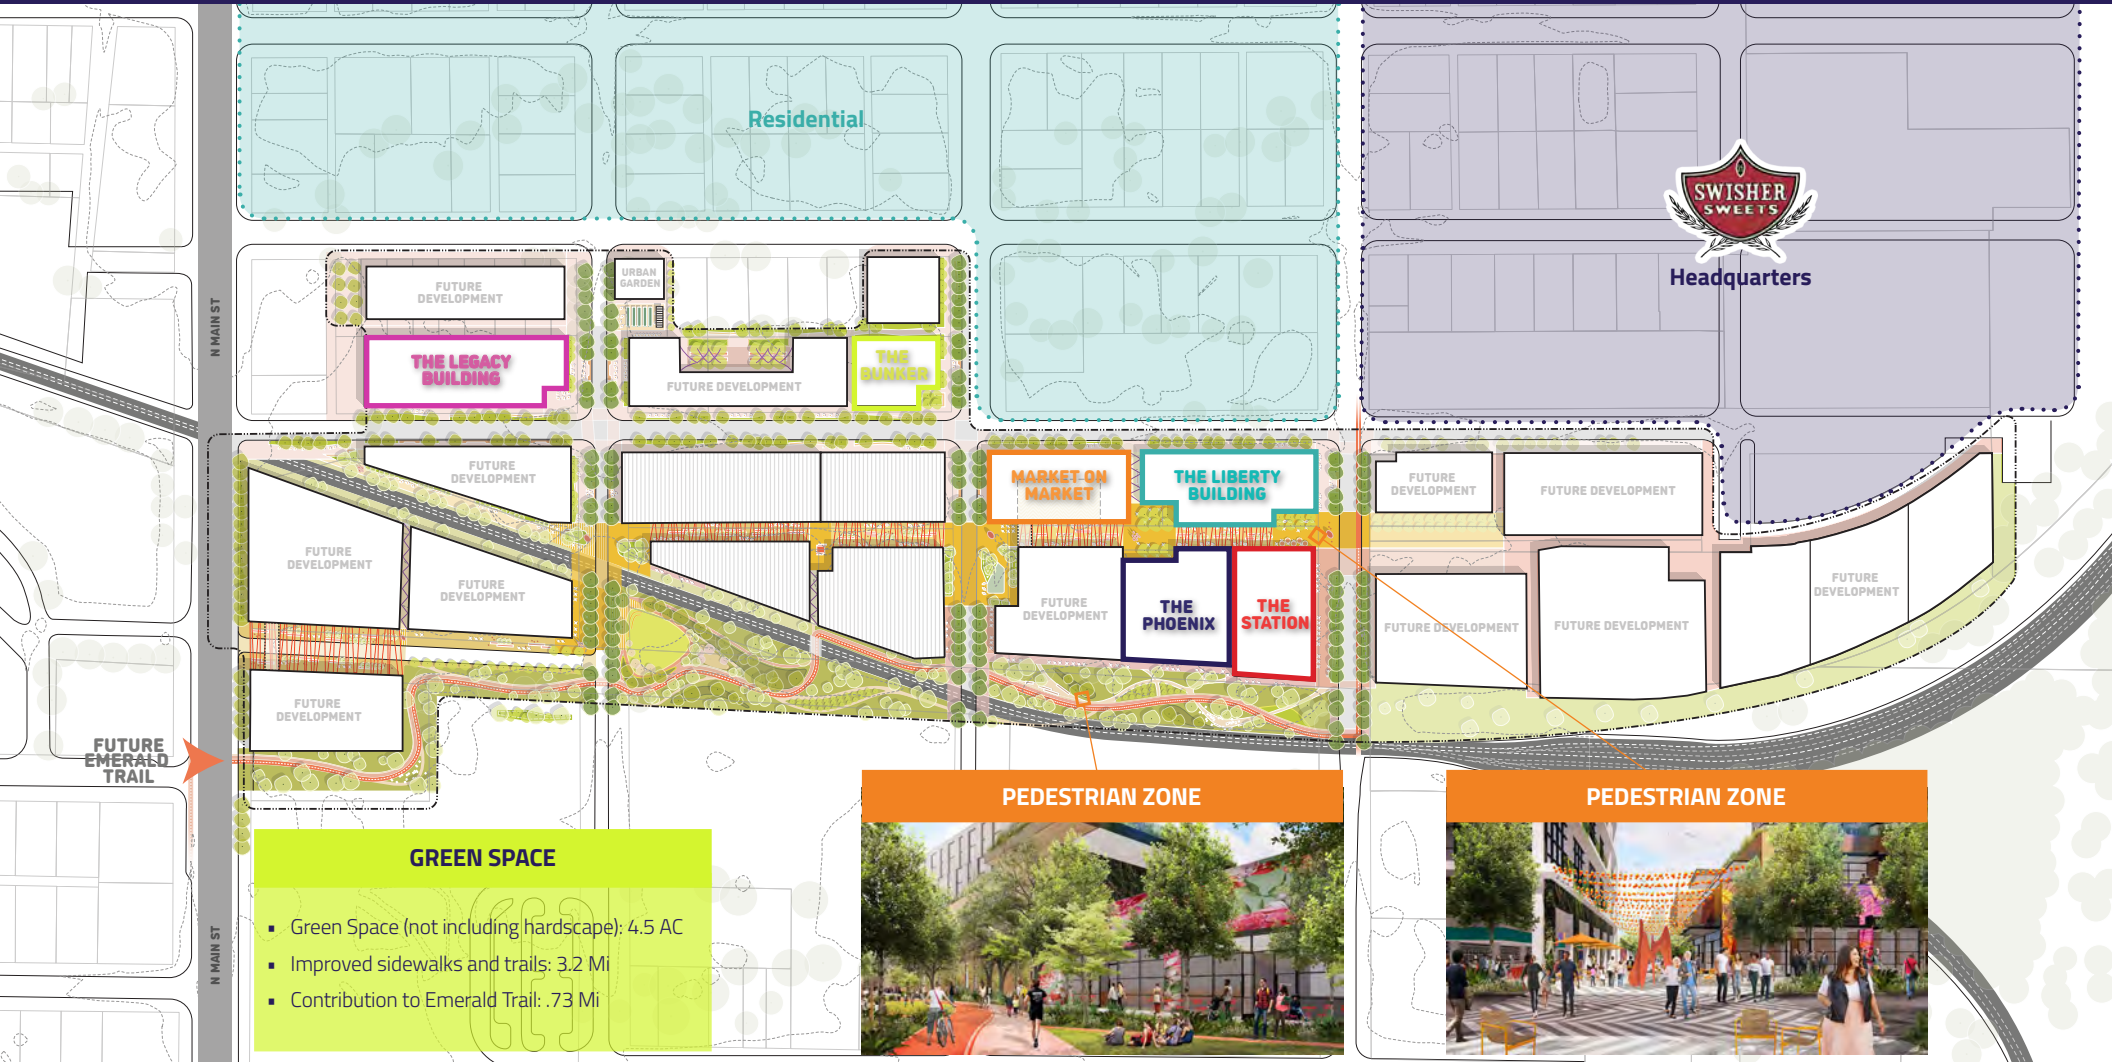 Residential
SWISHER
SWEETS
Headquarters
N MAIN ST
FUTURE
DEVELOPMENT
URBAN
GARDEN
THE LEGACY
BUILDING
FUTURE DEVELOPMENT
THE
BUNKER
FUTURE
DEVELOPMENT
MARKET ON
MARKET
THE LIBERTY
BUILDING
FUTURE
DEVELOPMENT
FUTURE DEVELOPMENT
FUTURE
DEVELOPMENT
FUTURE
DEVELOPMENT
FUTURE
DEVELOPMENT
THE
PHOENIX
THE
STATION
FUTURE DEVELOPMENT
FUTURE DEVELOPMENT
FUTURE
DEVELOPMENT
FUTURE
DEVELOPMENT
FUTURE
EMERALD
TRAIL
N MAIN ST
GREEN SPACE
▪ Green Space (not including hardscape): 4.5 AC
▪ Improved sidewalks and trails: 3.2 Mi
▪ Contribution to Emerald Trail: .73 Mi
PEDESTRIAN ZONE
PEDESTRIAN ZONE